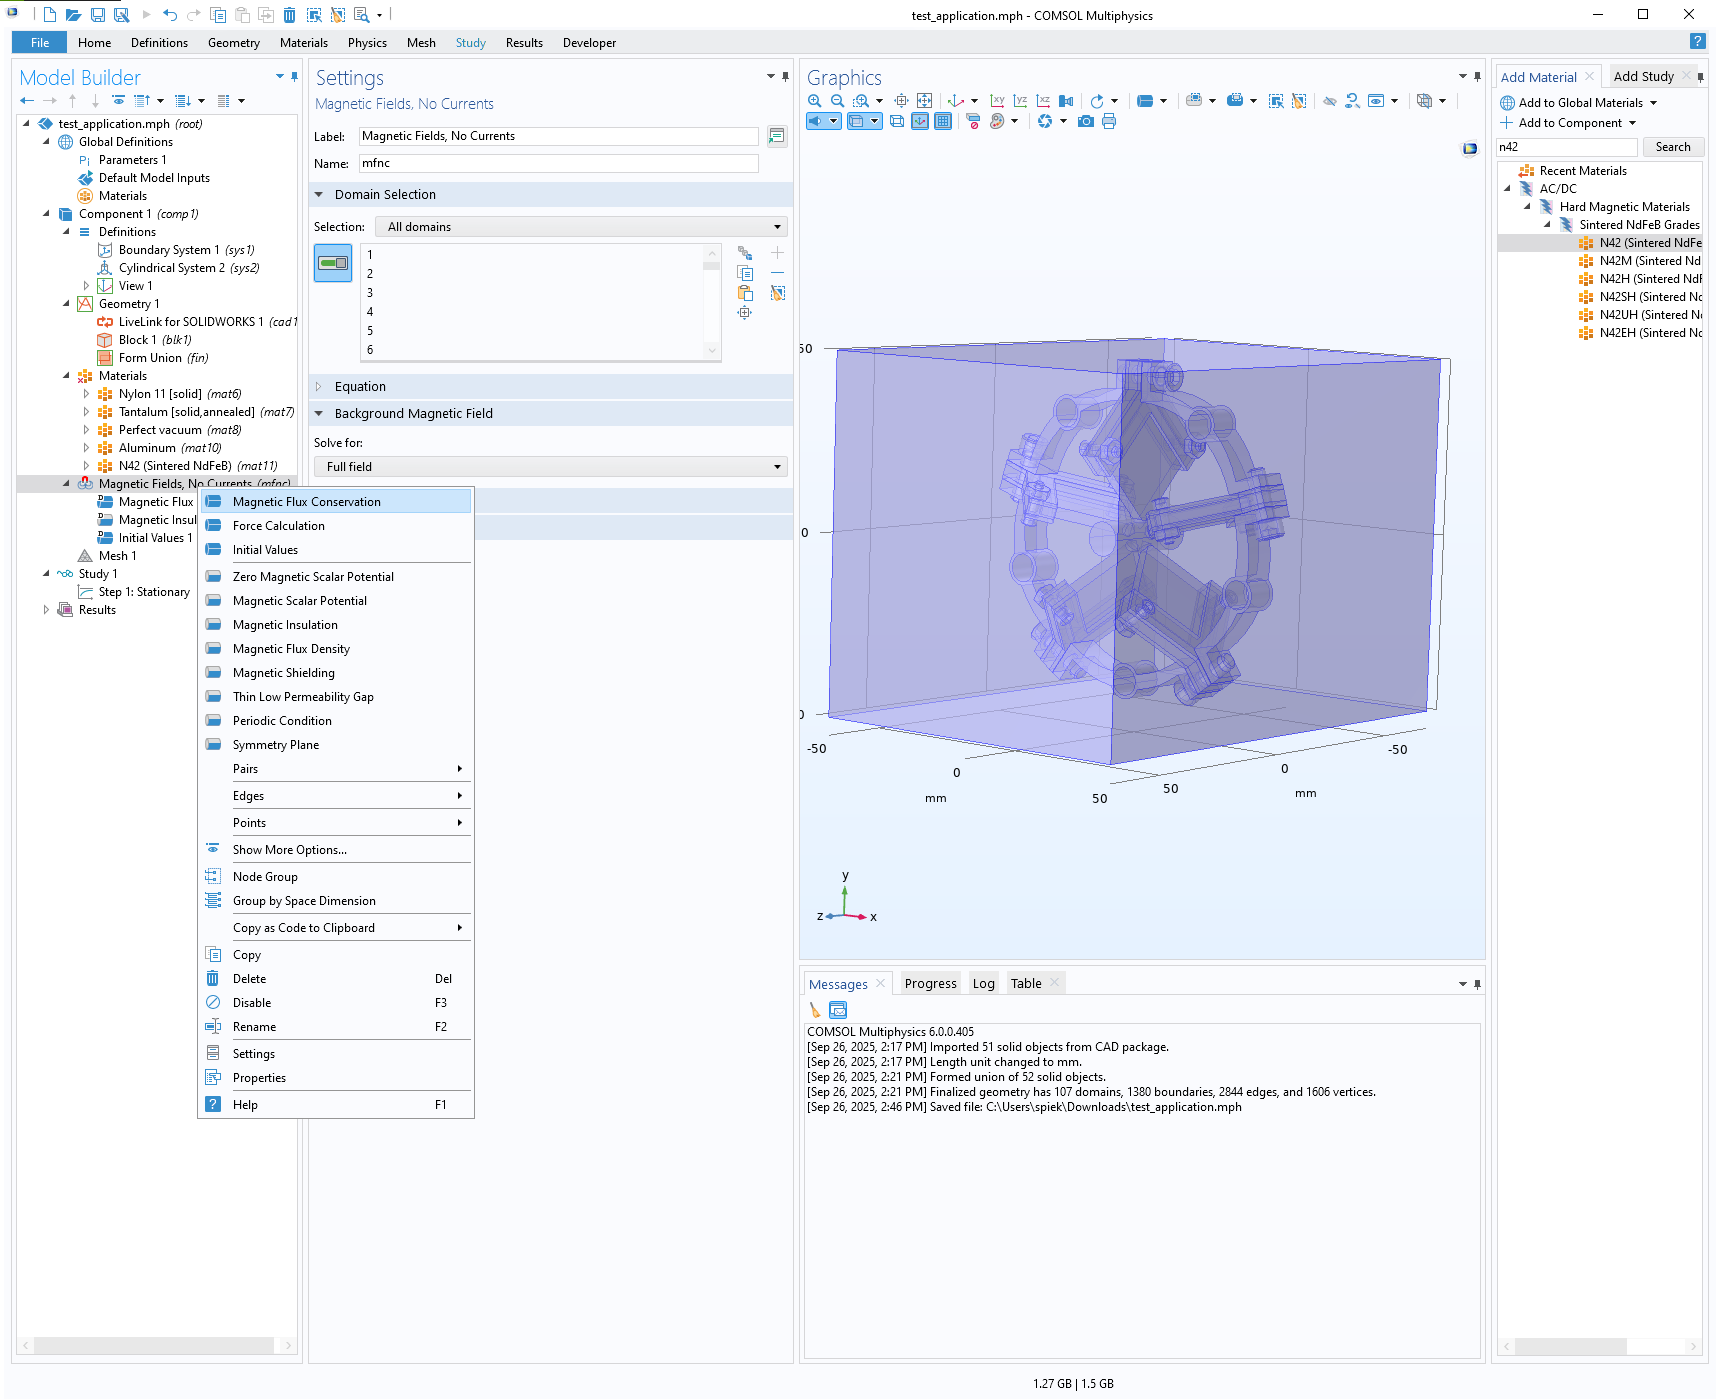 test_application.mph - COMSOL Multiphysics
File Home Definitions Geometry Materials Physics Mesh Study Results Developer
?
Model Builder
test_application.mph (root)
Global Definitions
Pi Parameters 1
Default Model Inputs
Materials
Component 1 (comp1)
Definitions
Boundary System 1 (sys1)
Cylindrical System 2 (sys2)
View 1
Geometry 1
LiveLink for SOLIDWORKS 1 (cad1
Block 1 (blk1)
Form Union (fin)
Materials
Nylon 11 [solid] (mat6)
Tantalum [solid,annealed] (mat7)
Perfect vacuum (mat8)
Aluminum (mat10)
N42 (Sintered NdFeB) (mat11)
Magnetic Fields, No Currents (mfnc)
Magnetic Flux
Magnetic Insul
Initial Values 1
Mesh 1
Study 1
Step 1: Stationary
Results
Magnetic Flux Conservation
Force Calculation
Initial Values
Zero Magnetic Scalar Potential
Magnetic Scalar Potential
Magnetic Insulation
Magnetic Flux Density
Magnetic Shielding
Thin Low Permeability Gap
Periodic Condition
Symmetry Plane
Pairs
Edges
Points
Show More Options...
Node Group
Group by Space Dimension
Copy as Code to Clipboard
Copy
Delete Del
Disable F3
Rename F2
Settings
Properties
? Help F1
Settings
Magnetic Fields, No Currents
Label: Magnetic Fields, No Currents
Name: mfnc
Domain Selection
Selection: All domains
1
2
3
4
5
6
Equation
Background Magnetic Field
Solve for:
Full field
Graphics
xy yz xz
50
0
0
-50
0
mm
50
50
0
mm
-50
y
z
x
Messages Progress Log Table
COMSOL Multiphysics 6.0.0.405
[Sep 26, 2025, 2:17 PM] Imported 51 solid objects from CAD package.
[Sep 26, 2025, 2:17 PM] Length unit changed to mm.
[Sep 26, 2025, 2:21 PM] Formed union of 52 solid objects.
[Sep 26, 2025, 2:21 PM] Finalized geometry has 107 domains, 1380 boundaries, 2844 edges, and 1606 vertices.
[Sep 26, 2025, 2:46 PM] Saved file: C:\Users\spiek\Downloads\test_application.mph
Add Material Add Study
Add to Global Materials
Add to Component
n42 Search
Recent Materials
AC/DC
Hard Magnetic Materials
Sintered NdFeB Grades
N42 (Sintered NdFe
N42M (Sintered Nd
N42H (Sintered NdF
N42SH (Sintered Nd
N42UH (Sintered Nd
N42EH (Sintered Nd
1.27 GB | 1.5 GB